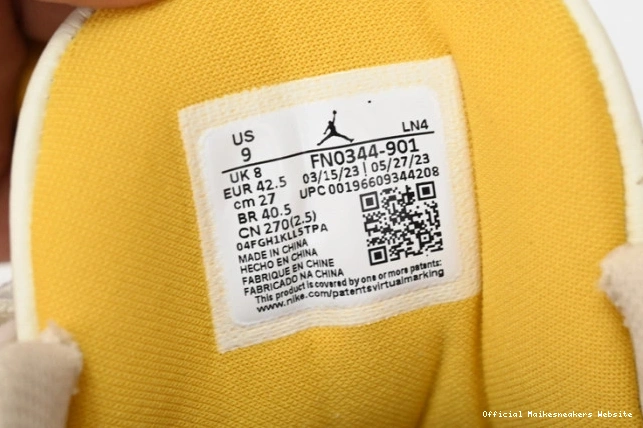 US
9
LN4
UK 8
EUR 42.5
cm 27
BR 40.5
CN 270(2.5)
04FGH1KLL5TPA
FN0344-901
03/15/23 | 05/27/23
UPC 00196609344208
MADE IN CHINA
HECHO EN CHINA
FABRIQUE EN CHINE
FABRICADO NA CHINA
This product is covered by one or more patents:
www.nike.com/patentsvirtualmarking
Official Maikesneakers Website